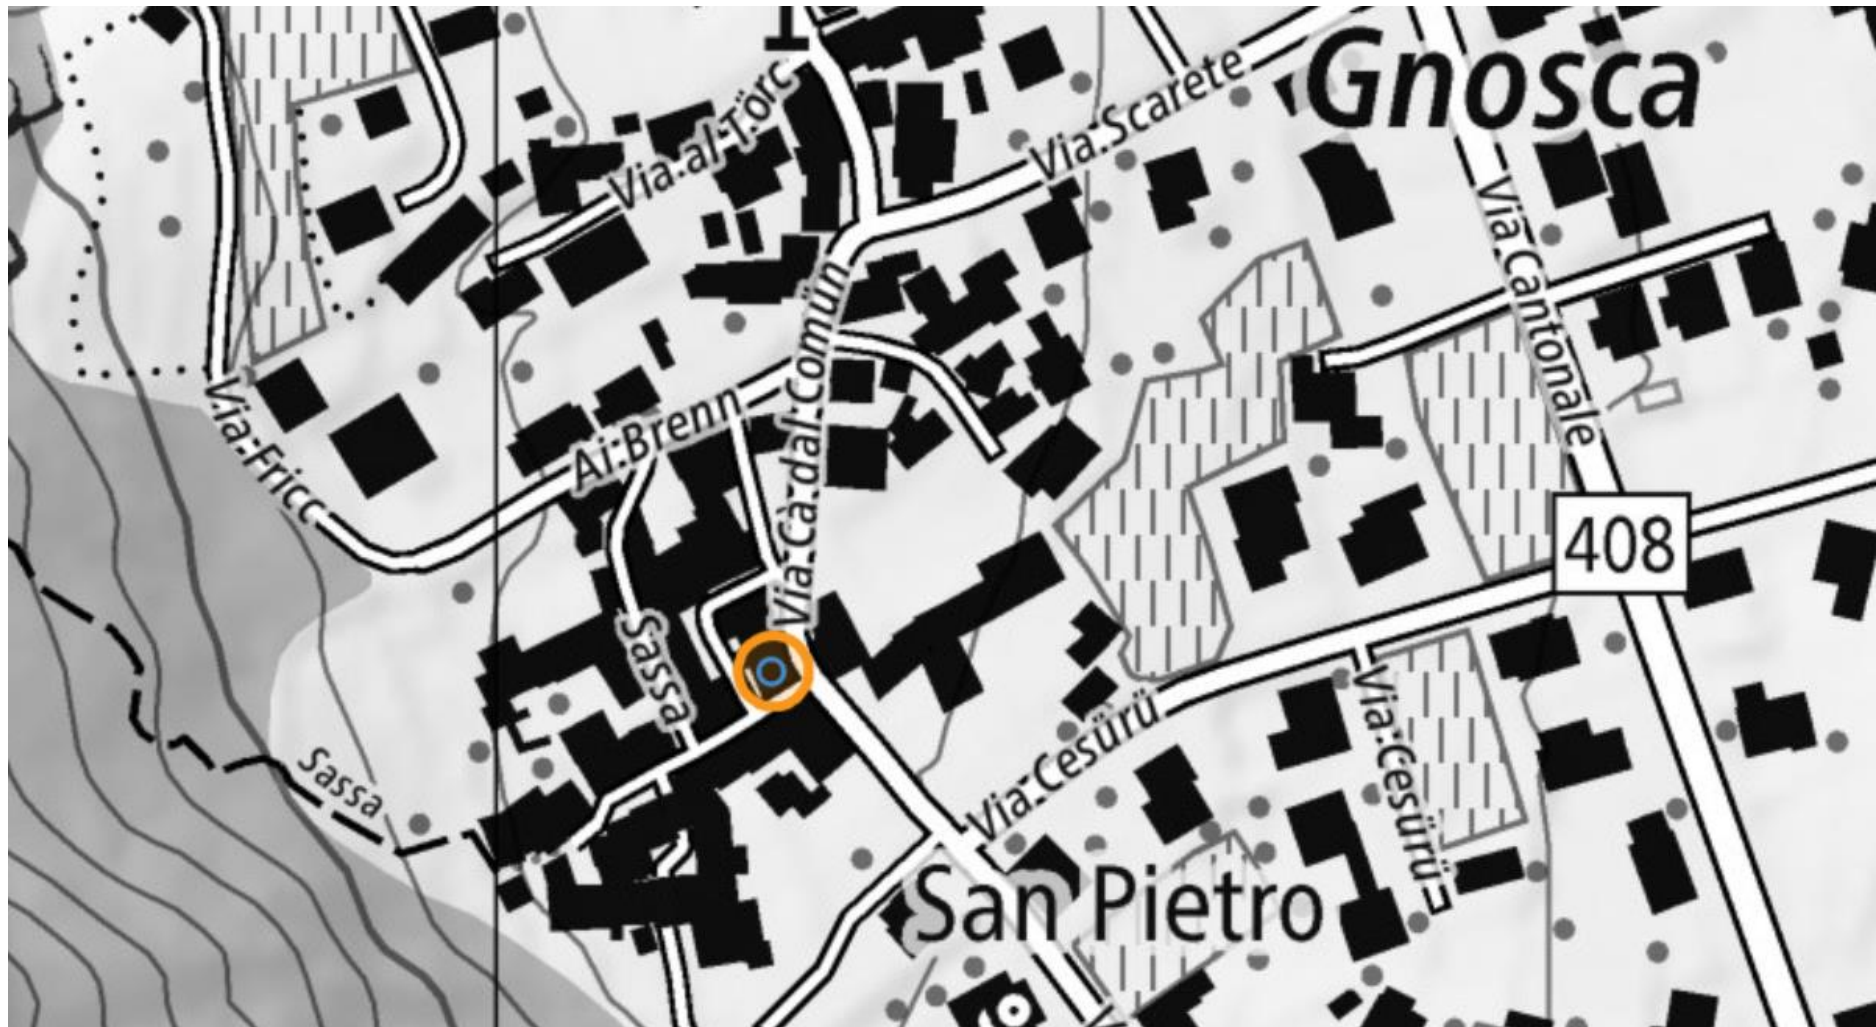 Via al Törc
Via Scarete
Gnosca
Via Cantonale
Via Cà dal Comün
Via Fricc
Ai Brenn
408
Sassa
Sassa
Via Cesürü
Via Cesürü
San Pietro